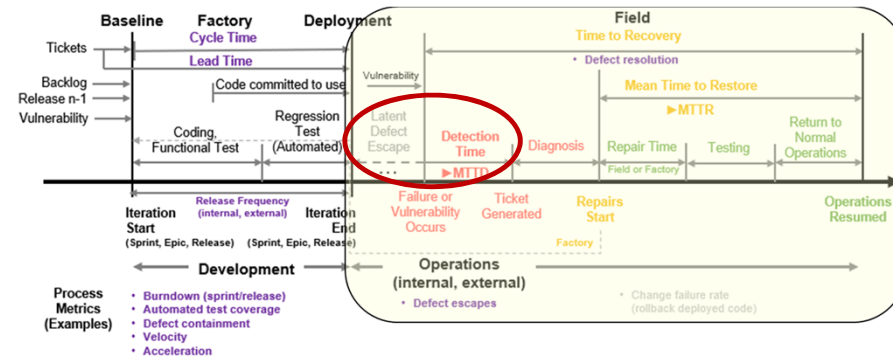 Baseline
Factory
Deployment
Field
Cycle Time
Time to Recovery
Tickets
Lead Time
• Defect resolution
Backlog
Code committed to use
Vulnerability
Mean Time to Restore
Release n-1
►MTTR
Vulnerability
Coding,
Functional Test
Regression
Test
(Automated)
Latent
Defect
Escape
...
Detection
Time
►MTTD
Diagnosis
Repair Time
Field or Factory
Testing
Return to
Normal
Operations
Release Frequency
(internal, external)
Iteration
Start
(Sprint, Epic, Release)
Iteration
End
(Sprint, Epic, Release)
Failure or
Vulnerability
Occurs
Ticket
Generated
Repairs
Start
Factory
Operations
Resumed
Development
Operations
(internal, external)
Process
Metrics
(Examples)
• Burndown (sprint/release)
• Automated test coverage
• Defect containment
• Velocity
• Acceleration
• Defect escapes
• Change failure rate
(rollback deployed code)